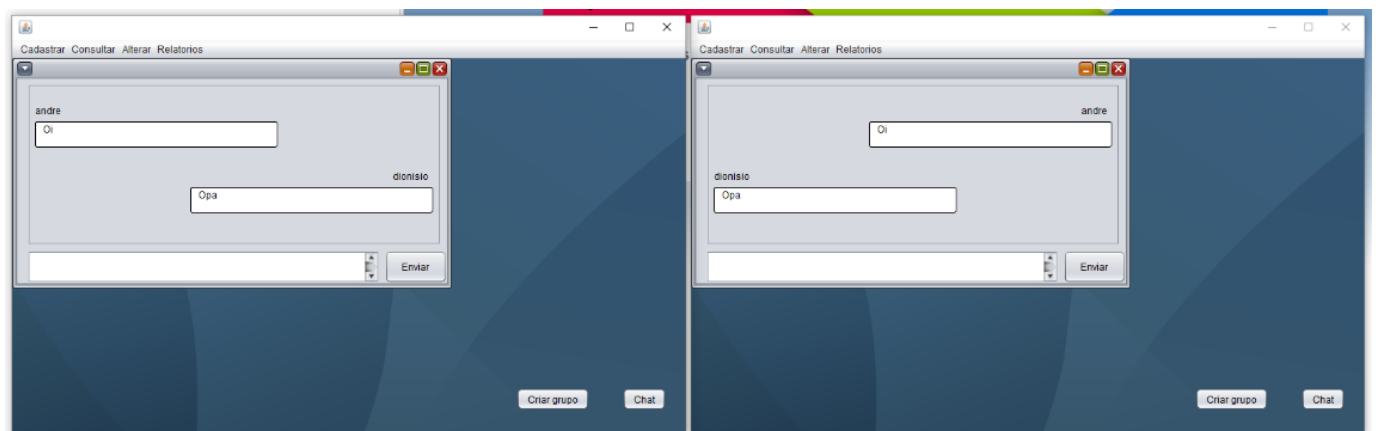 Cadastrar Consultar Alterar Relatorios
andre
Oi
dionisio
Opa
Enviar
Criar grupo Chat
Cadastrar Consultar Alterar Relatorios
andre
Oi
dionisio
Opa
Enviar
Criar grupo Chat